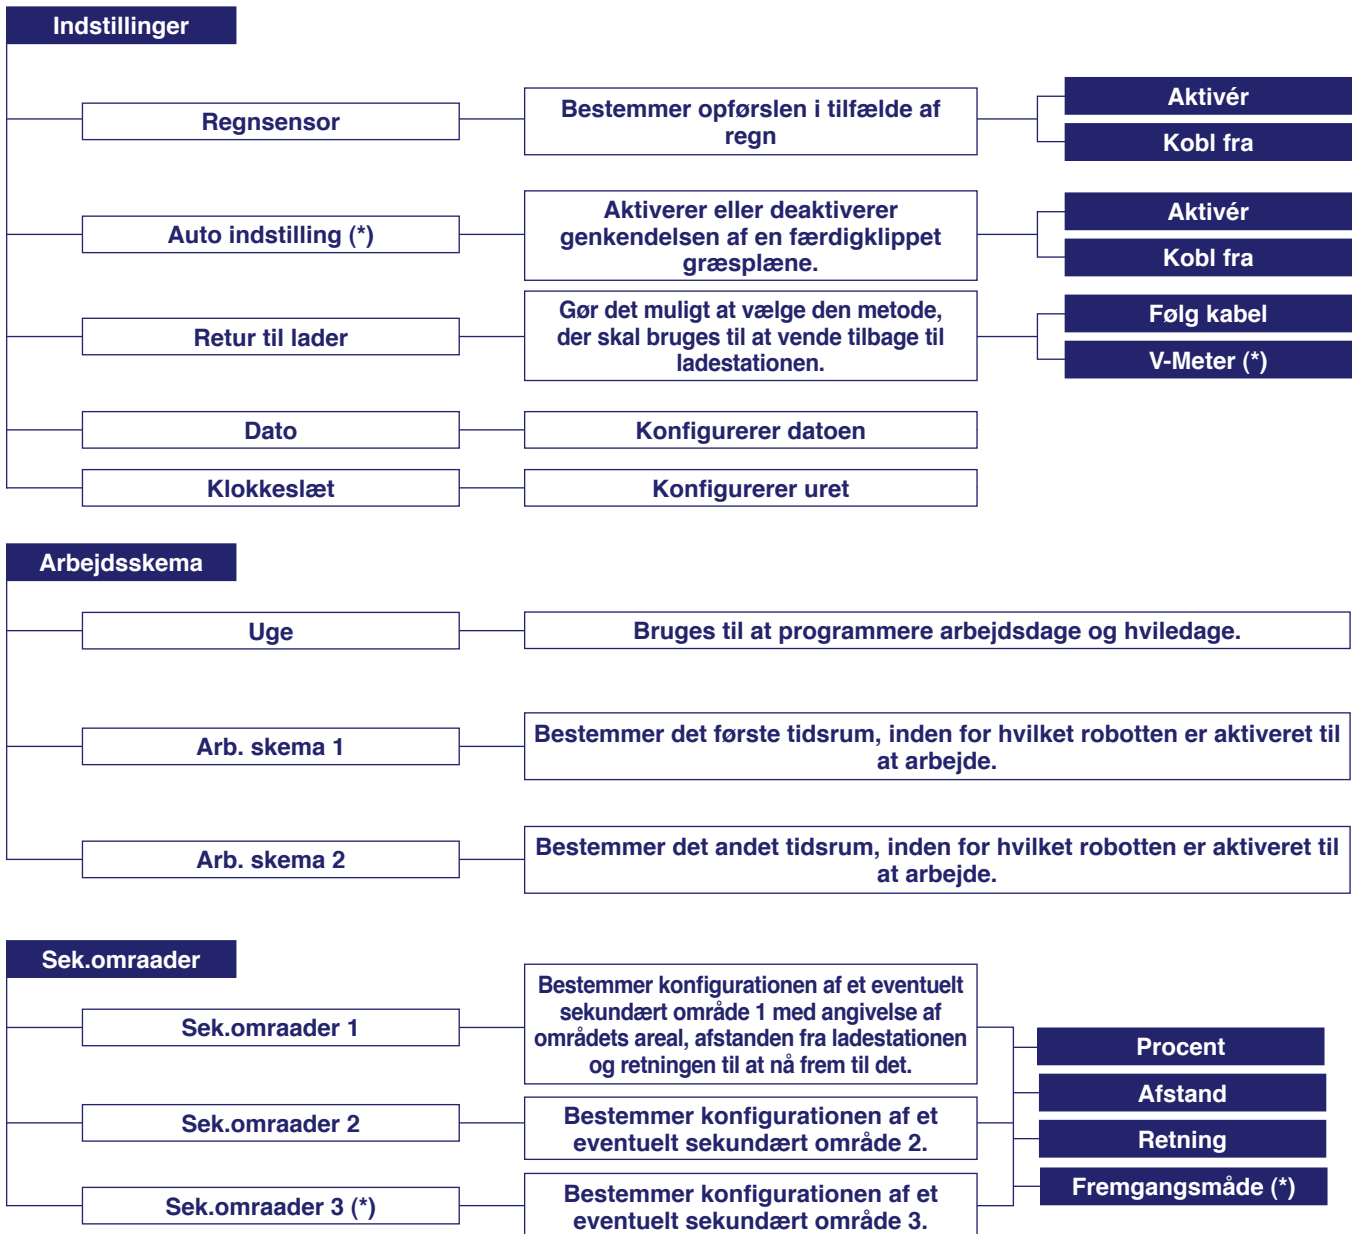 Indstillinger
Regnsensor
Bestemmer opførslen i tilfælde af
regn
Aktivér
Kobl fra
Auto indstilling (*)
Aktiverer eller deaktiverer
genkendelsen af en færdigklippet
græsplæne.
Aktivér
Kobl fra
Retur til lader
Gør det muligt at vælge den metode,
der skal bruges til at vende tilbage til
ladestationen.
Følg kabel
V-Meter (*)
Dato
Konfigurerer datoen
Klokkeslæt
Konfigurerer uret
Arbejdsskema
Uge
Bruges til at programmere arbejdsdage og hviledage.
Arb. skema 1
Bestemmer det første tidsrum, inden for hvilket robotten er aktiveret til
at arbejde.
Arb. skema 2
Bestemmer det andet tidsrum, inden for hvilket robotten er aktiveret til
at arbejde.
Sek.omraader
Sek.omraader 1
Bestemmer konfigurationen af et eventuelt
sekundært område 1 med angivelse af
områdets areal, afstanden fra ladestationen
og retningen til at nå frem til det.
Sek.omraader 2
Bestemmer konfigurationen af et
eventuelt sekundært område 2.
Sek.omraader 3 (*)
Bestemmer konfigurationen af et
eventuelt sekundært område 3.
Procent
Afstand
Retning
Fremgangsmåde (*)